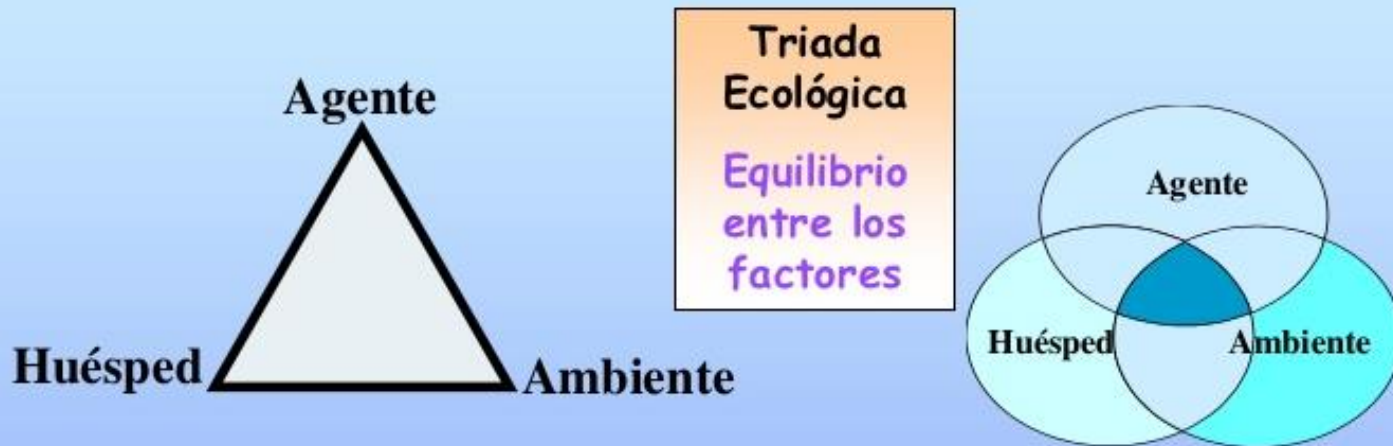 Agente
Huésped
Ambiente
Triada
Ecológica
Equilibrio
entre los
factores
Agente
Huésped
Ambiente